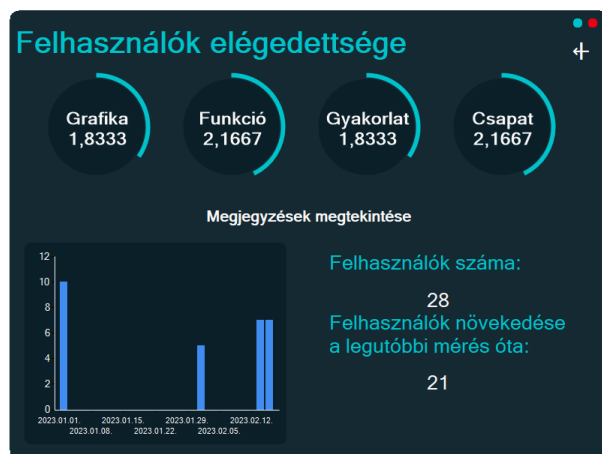 Felhasználók elégedettsége
Grafika
1,8333
Funkció
2,1667
Gyakorlat
1,8333
Csapat
2,1667
Megjegyzések megtekintése
12
10
8
6
4
2
0
2023.01.01.
2023.01.15.
2023.01.29.
2023.02.12.
2023.01.08.
2023.01.22.
2023.02.05.
Felhasználók száma:
28
Felhasználók növekedése
a legutóbbi mérés óta:
21